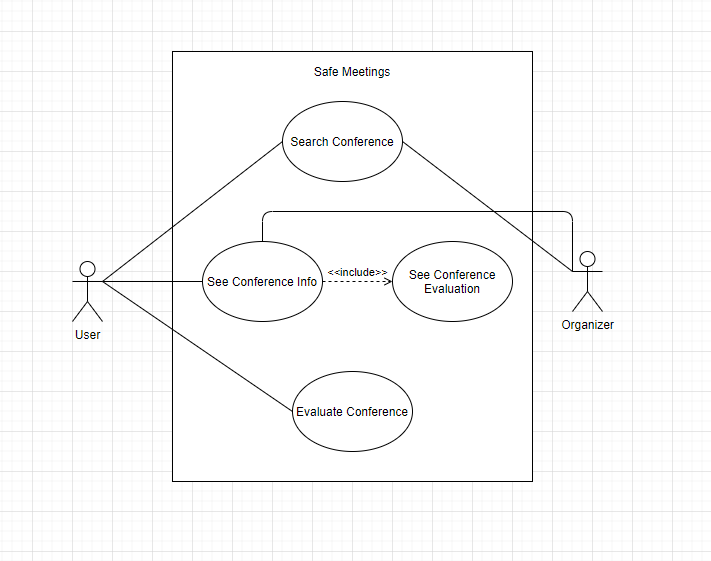 Safe Meetings
Search Conference
See Conference Info
<<include>>
See Conference
Evaluation
User
Organizer
Evaluate Conference